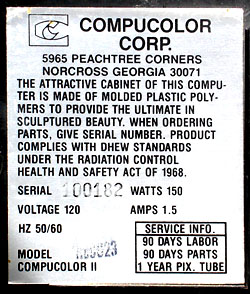 COMPUCOLOR
CORP.
5965 PEACHTREE CORNERS
NORCROSS GEORGIA 30071
THE ATTRACTIVE CABINET OF THIS COMPU-
TER IS MADE OF MOLDED PLASTIC POLY-
MERS TO PROVIDE THE ULTIMATE IN
SCULPTURED BEAUTY. WHEN ORDERING
PARTS, GIVE SERIAL NUMBER. PRODUCT
COMPLIES WITH DHEW STANDARDS
UNDER THE RADIATION CONTROL
HEALTH AND SAFETY ACT OF 1968.
SERIAL 100182 WATTS 150
VOLTAGE 120 AMPS 1.5
HZ 50/60
SERVICE INFO.
90 DAYS LABOR
90 DAYS PARTS
1 YEAR PIX. TUBE
MODEL
COMPUCOLOR II